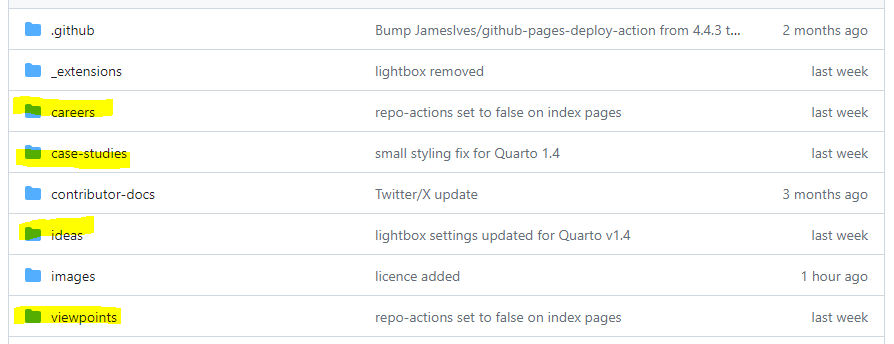 .github Bump JamesIves/github-pages-deploy-action from 4.4.3 t... 2 months ago
_extensions lightbox removed last week
careers repo-actions set to false on index pages last week
case-studies small styling fix for Quarto 1.4 last week
contributor-docs Twitter/X update 3 months ago
ideas lightbox settings updated for Quarto v1.4 last week
images licence added 1 hour ago
viewpoints repo-actions set to false on index pages last week